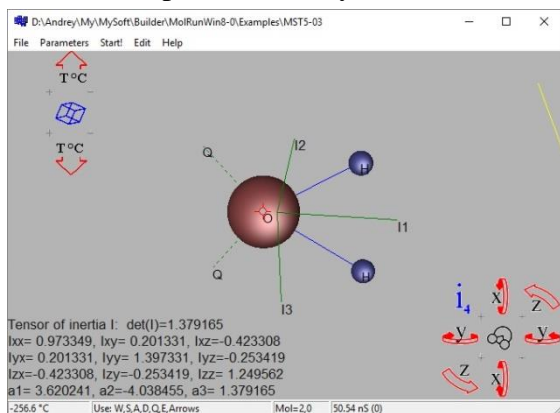 D:\Andrey\My\MySoft\Builder\MolRunWin8-0\Examples\MST5-03
File Parameters Start! Edit Help
T°C
T°C
Q
I2
H
O
I1
Q
H
I3
i4
X
Z
Y
Y
Z
X
Tensor of inertia I: det(I)=1.379165
Ixx= 0.973349, Ixy= 0.201331, Ixz=-0.423308
Iyx= 0.201331, Iyy= 1.397331, Iyz=-0.253419
Izx=-0.423308, Izy=-0.253419, Izz= 1.249562
a1= 3.620241, a2=-4.038455, a3= 1.379165
-256.6 °C Use: W,S,A,D,Q,E,Arrows Mol=2,0 50.54 nS (0)